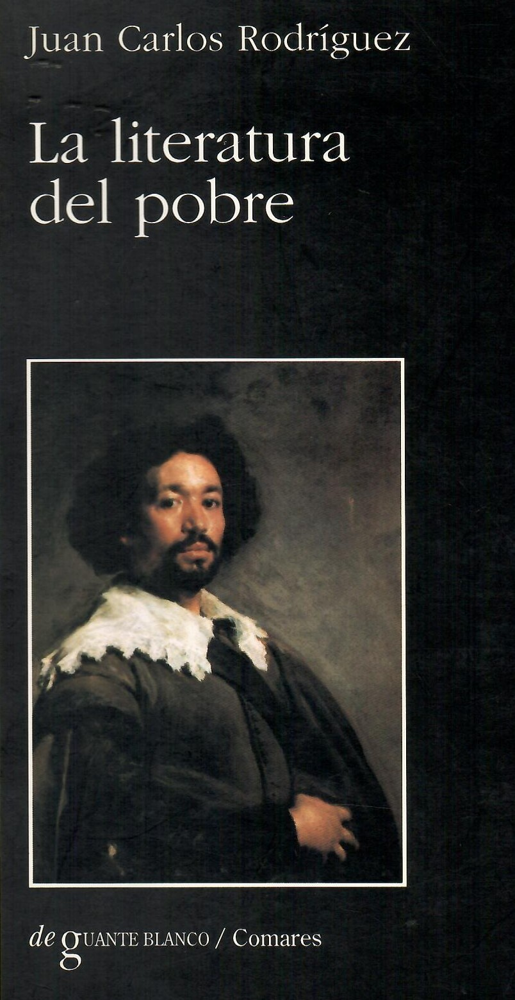 Juan Carlos Rodríguez
La literatura
del pobre
de gUANTE BLANCO / Comares